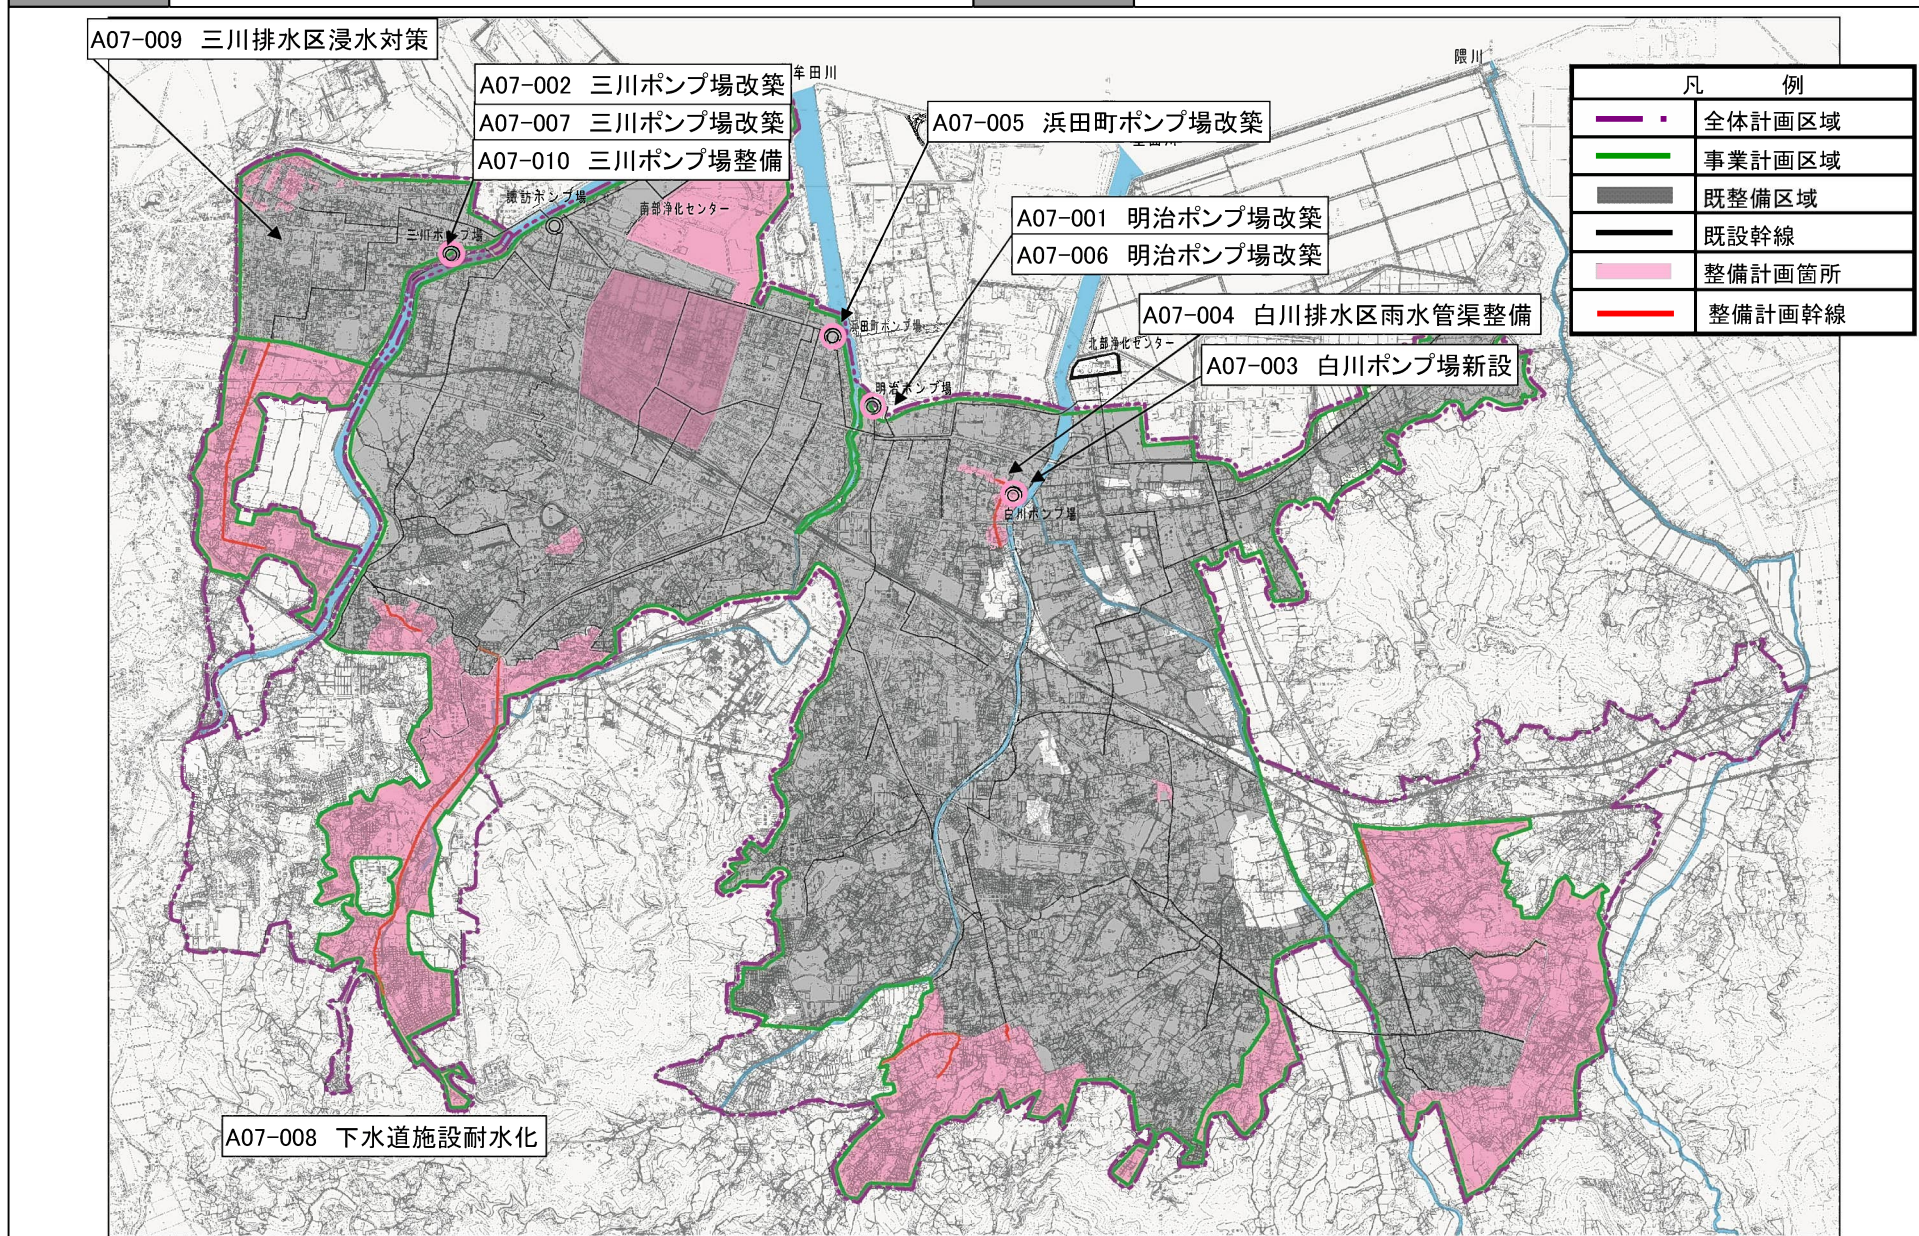 A07-009 三川排水区浸水対策
A07-002 三川ポンプ場改築
A07-007 三川ポンプ場改築
A07-010 三川ポンプ場整備
A07-005 浜田町ポンプ場改築
A07-001 明治ポンプ場改築
A07-006 明治ポンプ場改築
A07-004 白川排水区雨水管渠整備
A07-003 白川ポンプ場新設
A07-008 下水道施設耐水化
凡 例
全体計画区域
事業計画区域
既整備区域
既設幹線
整備計画箇所
整備計画幹線
隈川
牟田川
諏訪ポンプ場
三川ポンプ場
南部浄化センター
浜田町ポンプ場
明治ポンプ場
北部浄化センター
白川ポンプ場